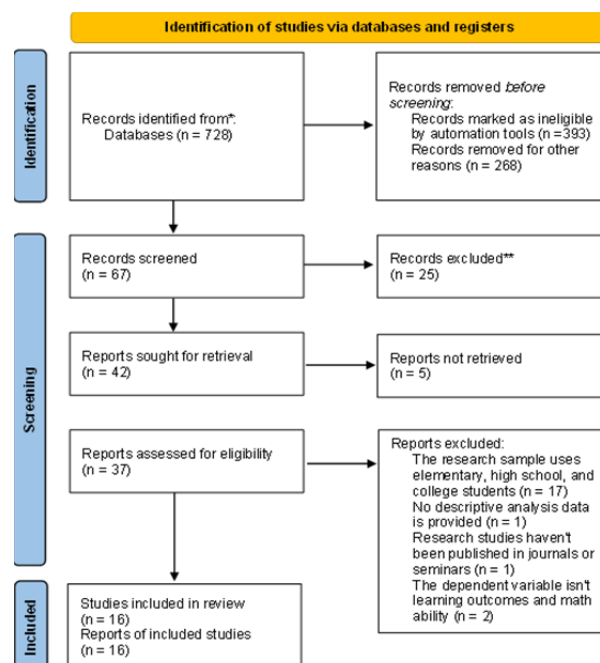 Identification of studies via databases and registers
Identification
Records identified from*:
Databases (n = 728)
Records removed before
screening:
Records marked as ineligible
by automation tools (n =393)
Records removed for other
reasons (n = 268)
Screening
Records screened
(n = 67)
Records excluded**
(n = 25)
Reports sought for retrieval
(n = 42)
Reports not retrieved
(n = 5)
Reports assessed for eligibility
(n = 37)
Reports excluded:
The research sample uses
elementary, high school, and
college students (n = 17)
No descriptive analysis data
is provided (n = 1)
Research studies haven't
been published in journals or
seminars (n = 1)
The dependent variable isn't
learning outcomes and math
ability (n = 2)
Included
Studies included in review
(n = 16)
Reports of included studies
(n = 16)